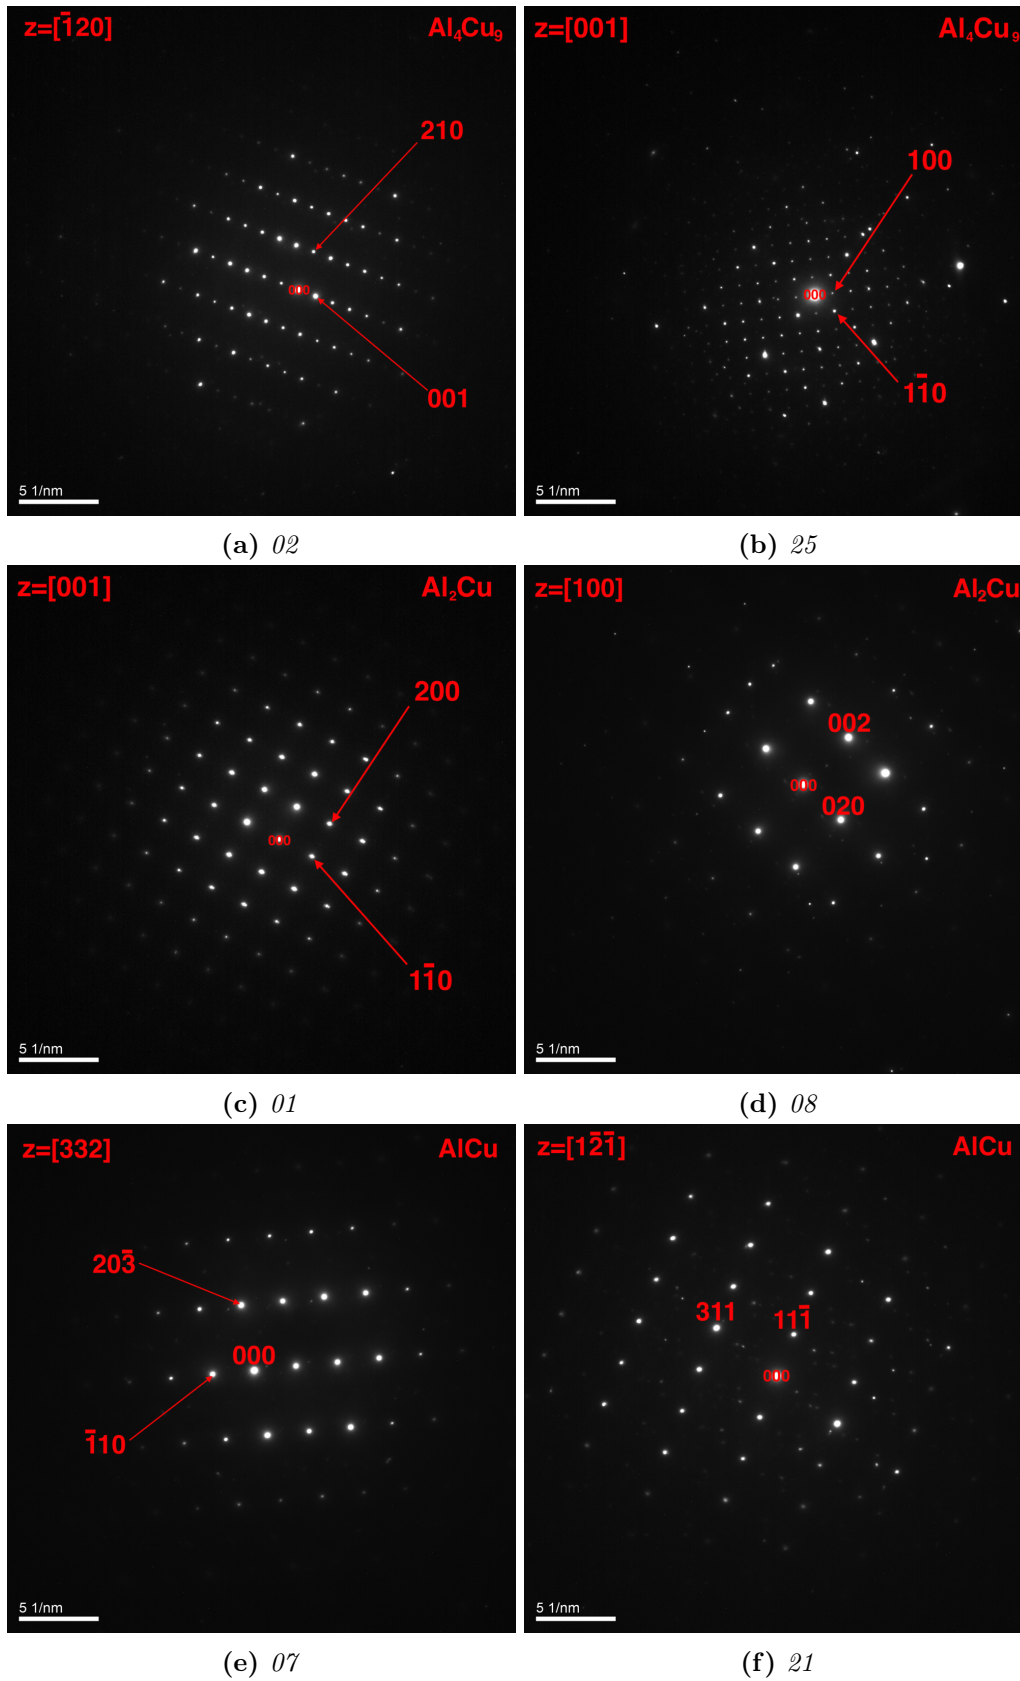 z=[1̄20] Al₄Cu₉
210
000
001
5 1/nm
(a) 02
z=[001] Al₄Cu₉
100
000
11̄0
5 1/nm
(b) 25
z=[001] Al₂Cu
200
000
11̄0
5 1/nm
(c) 01
z=[100] Al₂Cu
002
000
020
5 1/nm
(d) 08
z=[332] AlCu
203̄
000
1̄10
5 1/nm
(e) 07
z=[12̄1̄] AlCu
311 111̄
000
5 1/nm
(f) 21